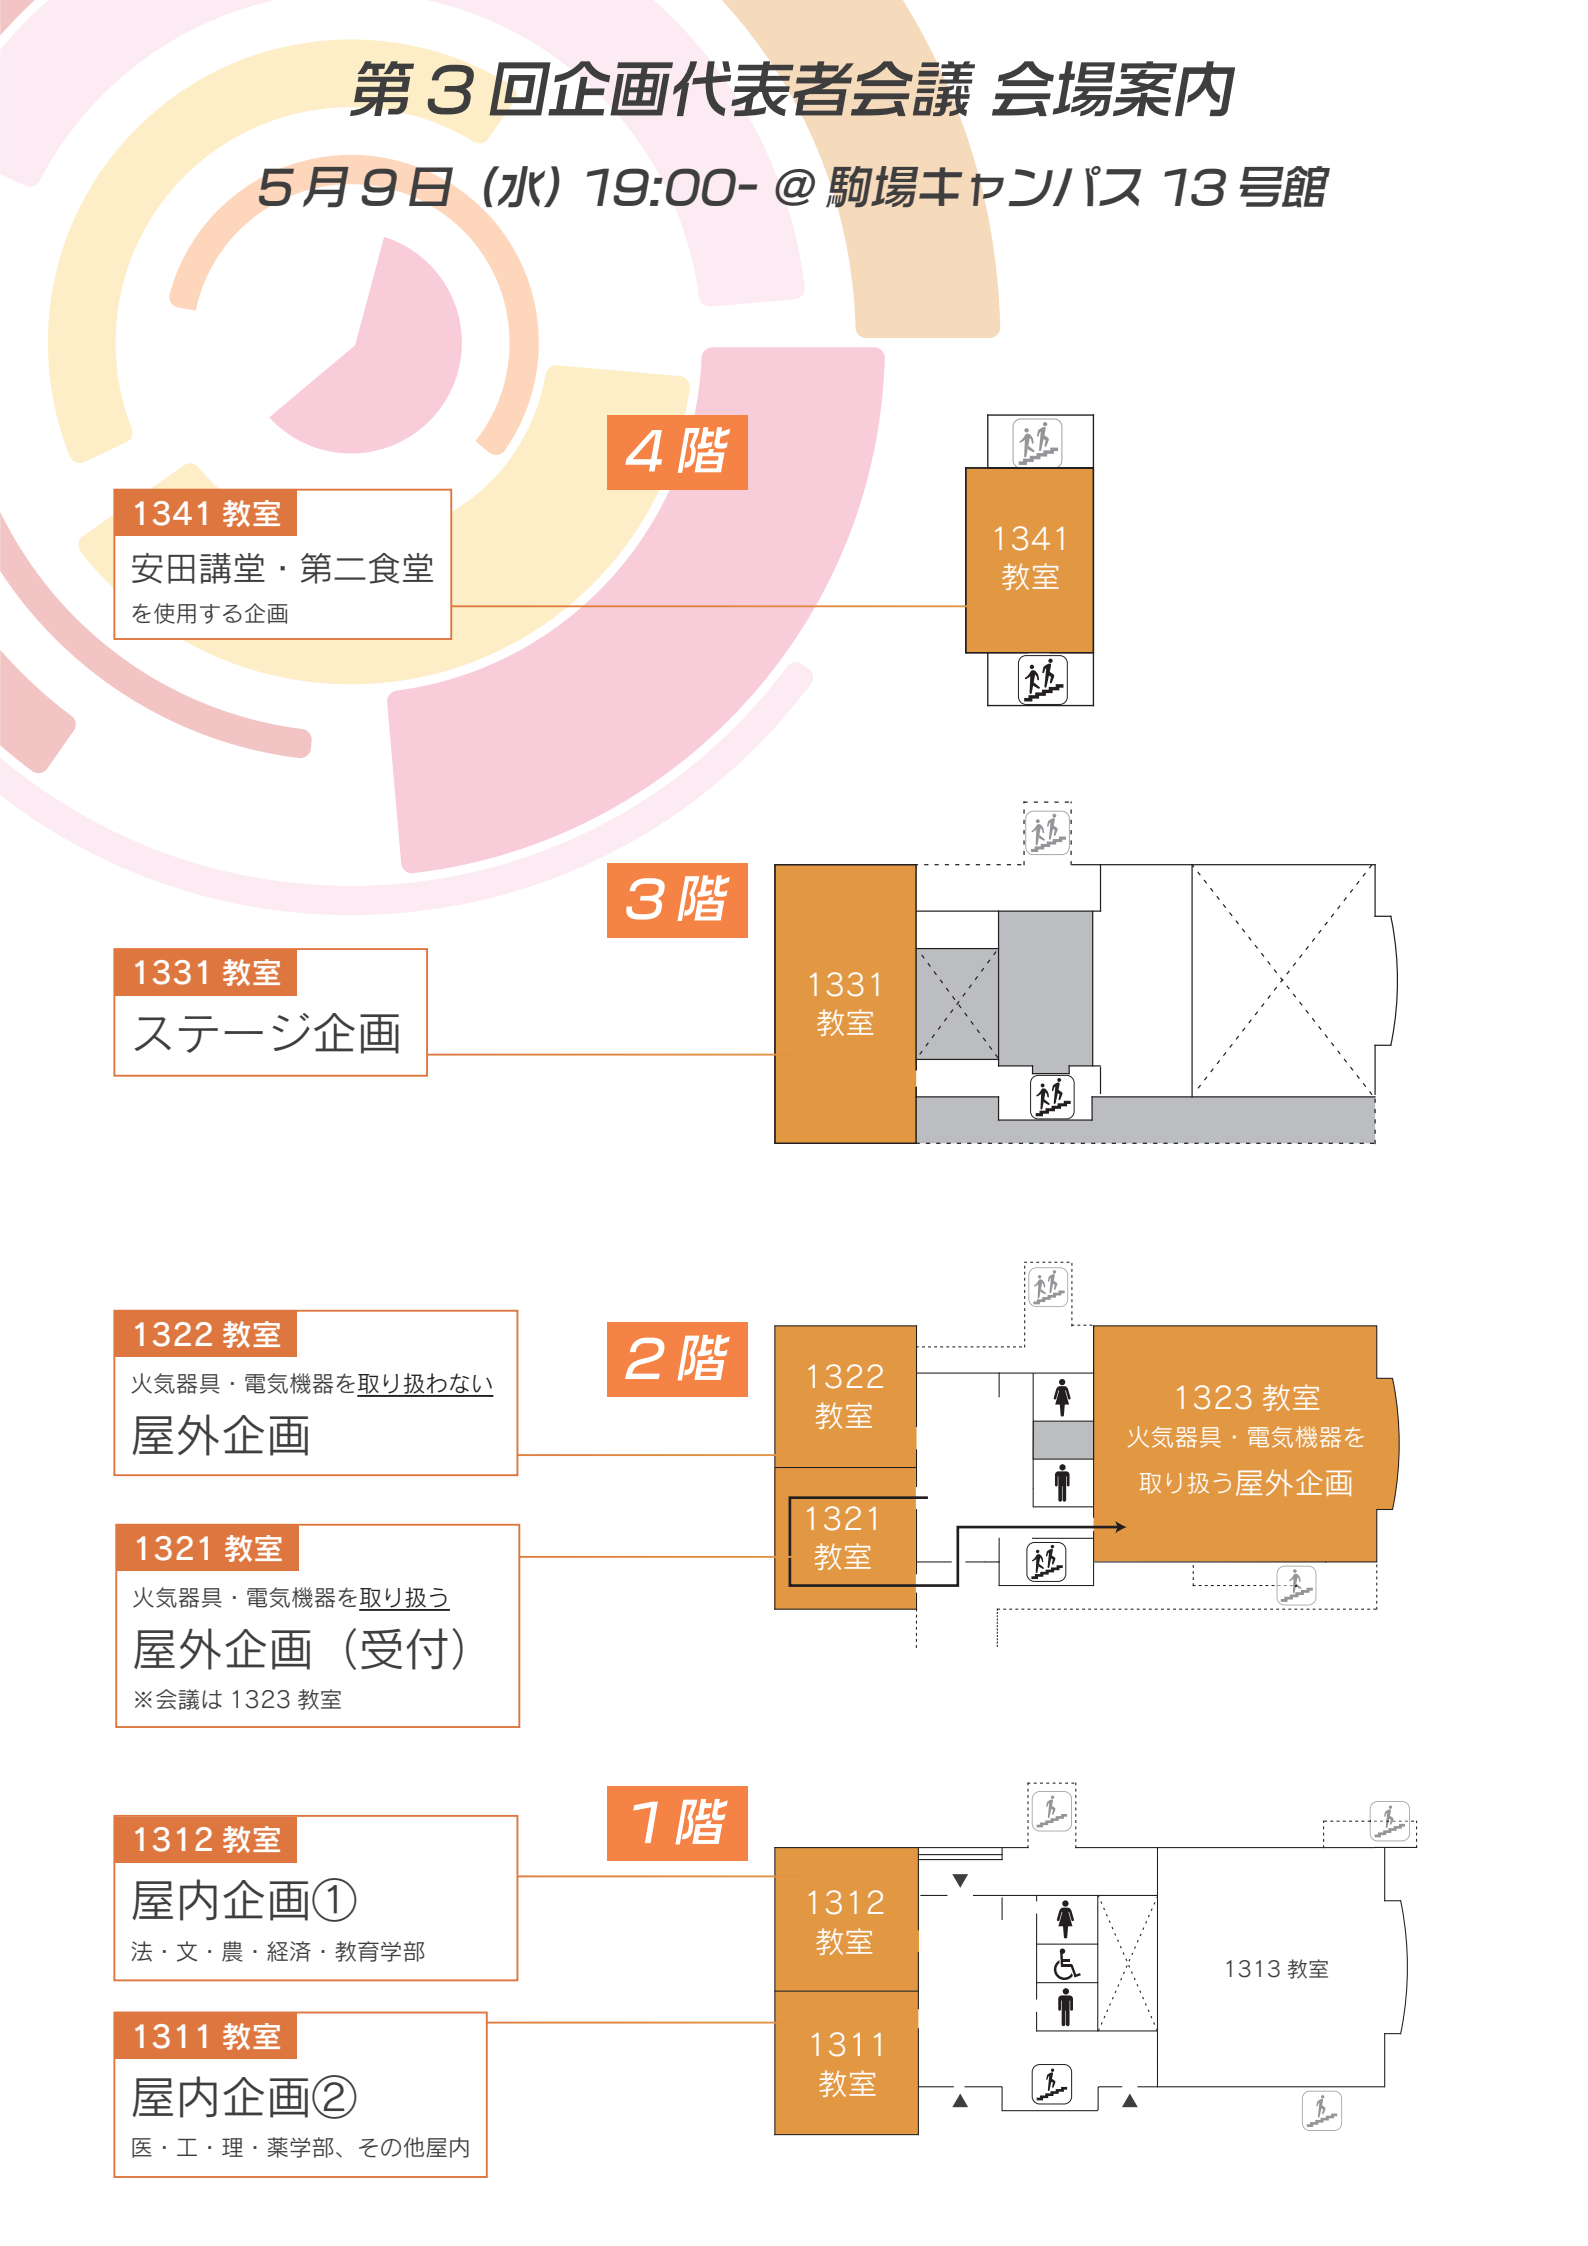 第3回企画代表者会議 会場案内
5月9日（水）19:00- @ 駒場キャンパス 13号館
4階
1341 教室
安田講堂・第二食堂
を使用する企画
1341
教室
3階
1331 教室
ステージ企画
1331
教室
2階
1322 教室
火気器具・電気機器を取り扱わない
屋外企画
1322
教室
1323 教室
火気器具・電気機器を
取り扱う屋外企画
1321 教室
火気器具・電気機器を取り扱う
屋外企画（受付）
※会議は 1323 教室
1321
教室
1階
1312 教室
屋内企画①
法・文・農・経済・教育学部
1312
教室
1313 教室
1311 教室
屋内企画②
医・工・理・薬学部、その他屋内
1311
教室